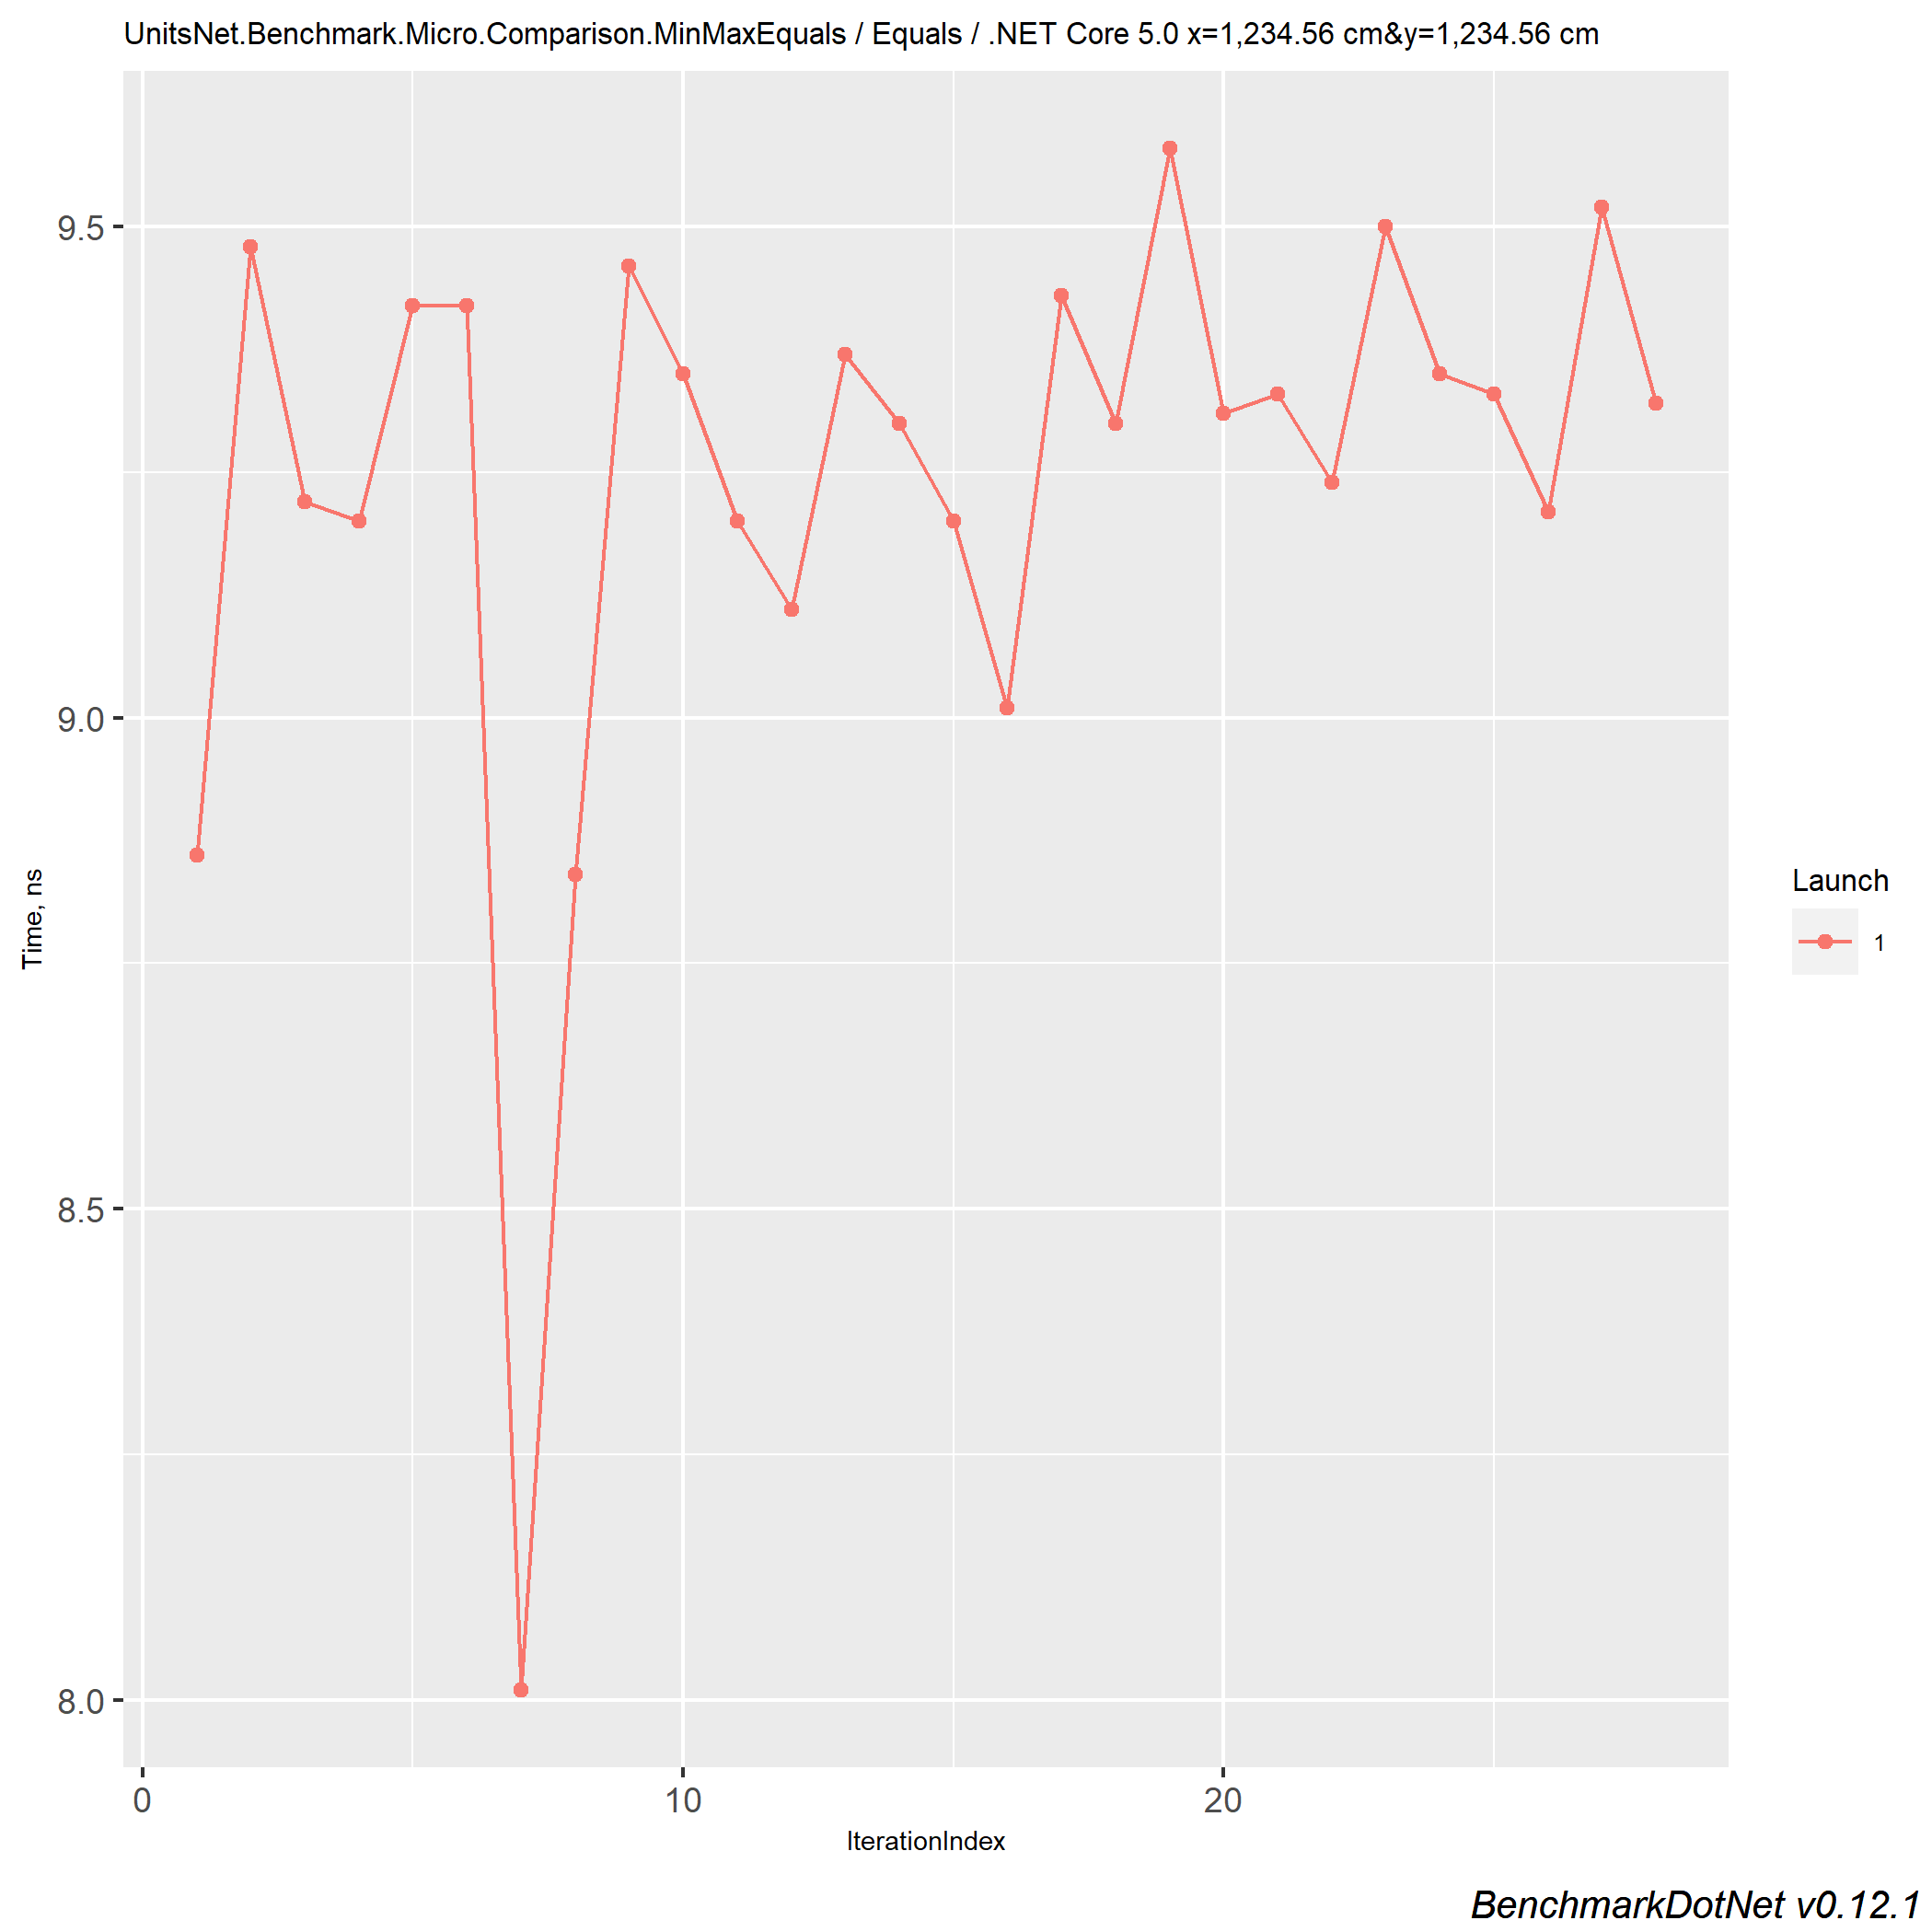 UnitsNet.Benchmark.Micro.Comparison.MinMaxEquals / Equals / .NET Core 5.0 x=1,234.56 cm&y=1,234.56 cm
9.5
9.0
8.5
8.0
Time, ns
0 10 20
IterationIndex
Launch
1
BenchmarkDotNet v0.12.1